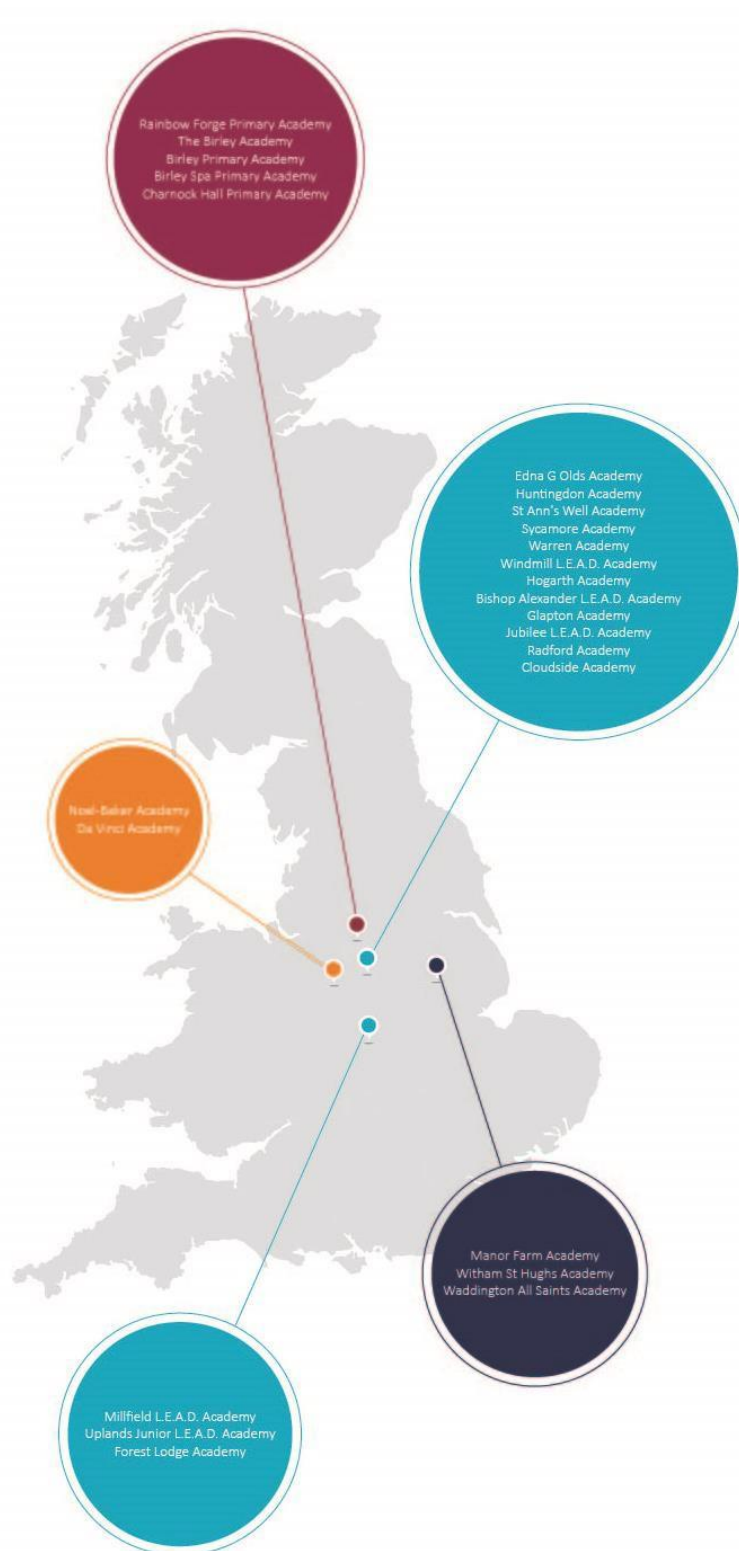 Rainbow Forge Primary Academy
The Birley Academy
Birley Primary Academy
Birley Spa Primary Academy
Charnock Hall Primary Academy
Edna G Olds Academy
Huntingdon Academy
St Ann's Well Academy
Sycamore Academy
Warren Academy
Windmill L.E.A.D. Academy
Hogarth Academy
Bishop Alexander L.E.A.D. Academy
Glapton Academy
Jubilee L.E.A.D. Academy
Radford Academy
Cloudside Academy
Noel-Baker Academy
Da Vinci Academy
Manor Farm Academy
Witham St Hughs Academy
Waddington All Saints Academy
Millfield L.E.A.D. Academy
Uplands Junior L.E.A.D. Academy
Forest Lodge Academy